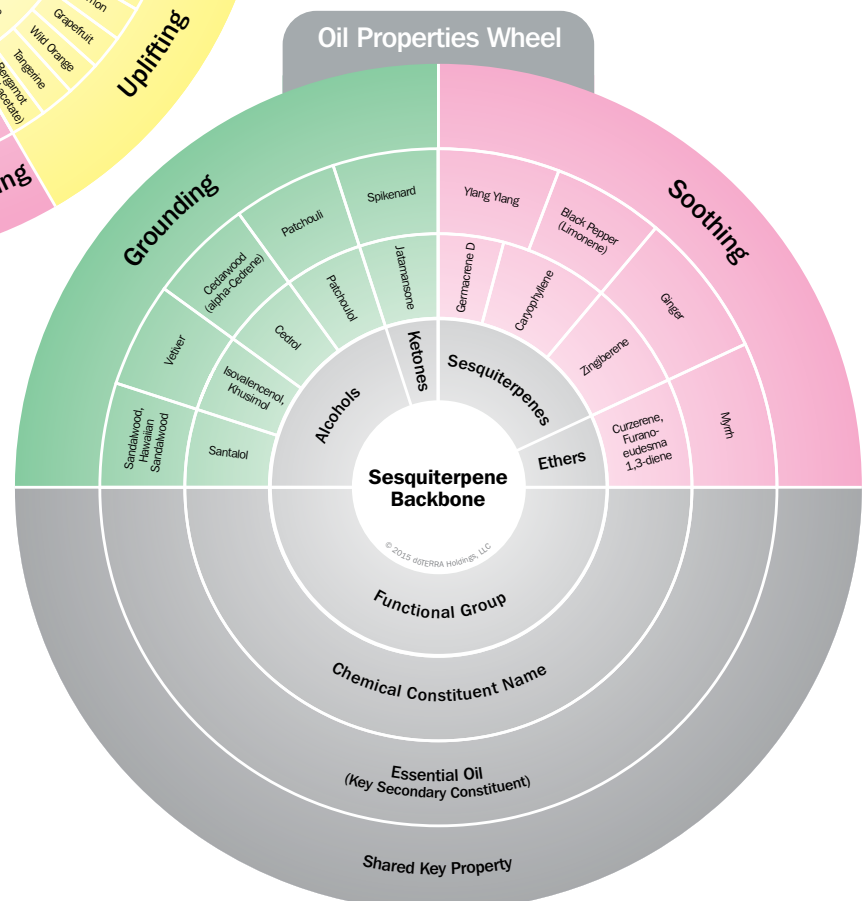 Oil Properties Wheel
Grapefruit
Wild Orange
Tangerine
Uplifting
Grounding
Soothing
Spikenard
Patchouli
Cedarwood
(alpha-Cedrene)
Vetiver
Sandalwood,
Hawaiian
Sandalwood
Jatamansone
Patchoulol
Cedrol
Isovalencenol,
Khusimol
Santalol
Ketones
Alcohols
Ylang Ylang
Black Pepper
(Limonene)
Ginger
Myrrh
Germacrene D
Caryophyllene
Zingiberene
Curzerene,
Furano-
eudesma
1,3-diene
Sesquiterpenes
Ethers
Sesquiterpene
Backbone
© 2015 dōTERRA Holdings, LLC
Functional Group
Chemical Constituent Name
Essential Oil
(Key Secondary Constituent)
Shared Key Property